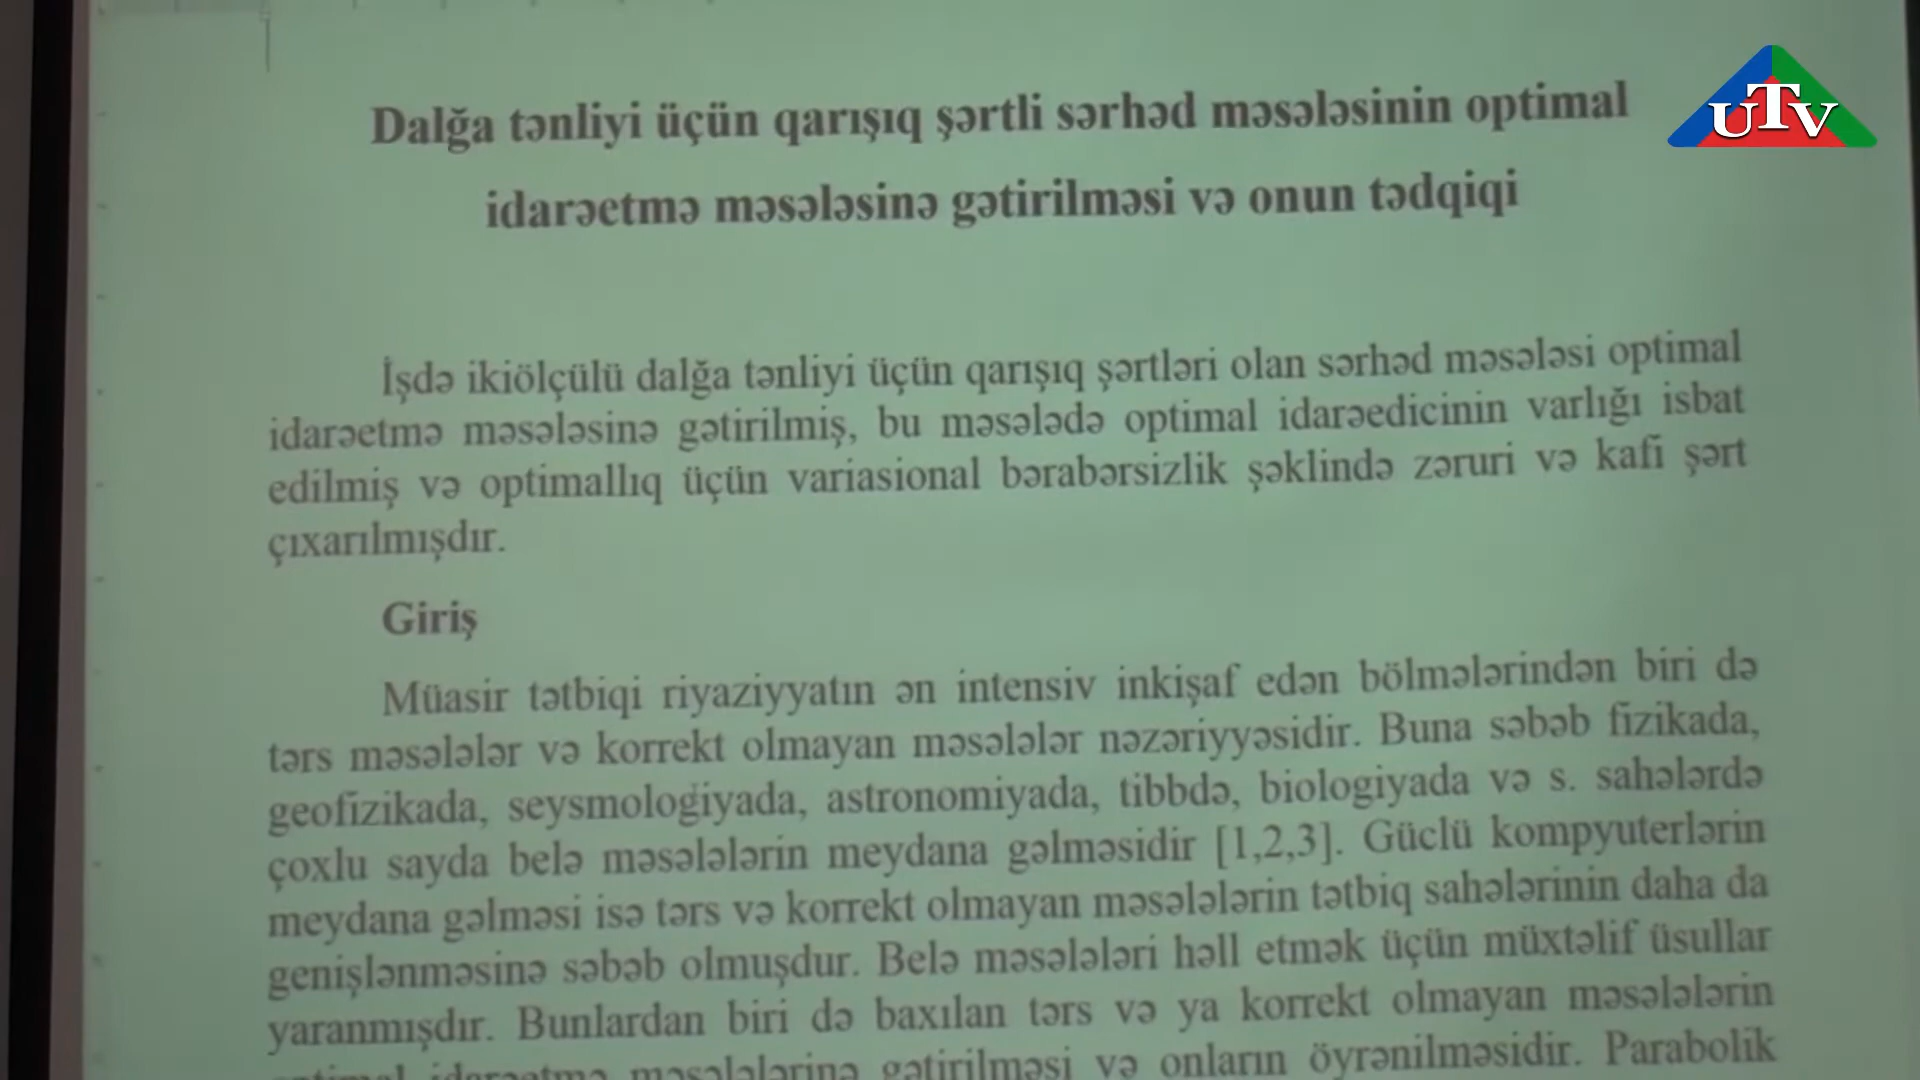 UTV
Dalğa tənliyi üçün qarışıq şərtli sərhəd məsələsinin optimal
idarəetmə məsələsinə gətirilməsi və onun tədqiqi
İşdə ikiölçülü dalğa tənliyi üçün qarışıq şərtləri olan sərhəd məsələsi optimal
idarəetmə məsələsinə gətirilmiş, bu məsələdə optimal idarəedicinin varlığı isbat
edilmiş və optimallıq üçün variasional bərabərsizlik şəklində zəruri və kafi şərt
çıxarılmışdır.
Giriş
Müasir tətbiqi riyaziyyatın ən intensiv inkişaf edən bölmələrindən biri də
tərs məsələlər və korrekt olmayan məsələlər nəzəriyyəsidir. Buna səbəb fizikada,
geofizikada, seysmologiyada, astronomiyada, tibbdə, biologiyada və s. sahələrdə
çoxlu sayda belə məsələlərin meydana gəlməsidir [1,2,3]. Güclü kompyuterlərin
meydana gəlməsi isə tərs və korrekt olmayan məsələlərin tətbiq sahələrinin daha da
genişlənməsinə səbəb olmuşdur. Belə məsələləri həll etmək üçün müxtəlif üsullar
yaranmışdır. Bunlardan biri də baxılan tərs və ya korrekt olmayan məsələlərin
optimal idarəetmə məsələlərinə gətirilməsi və onların öyrənilməsidir. Parabolik